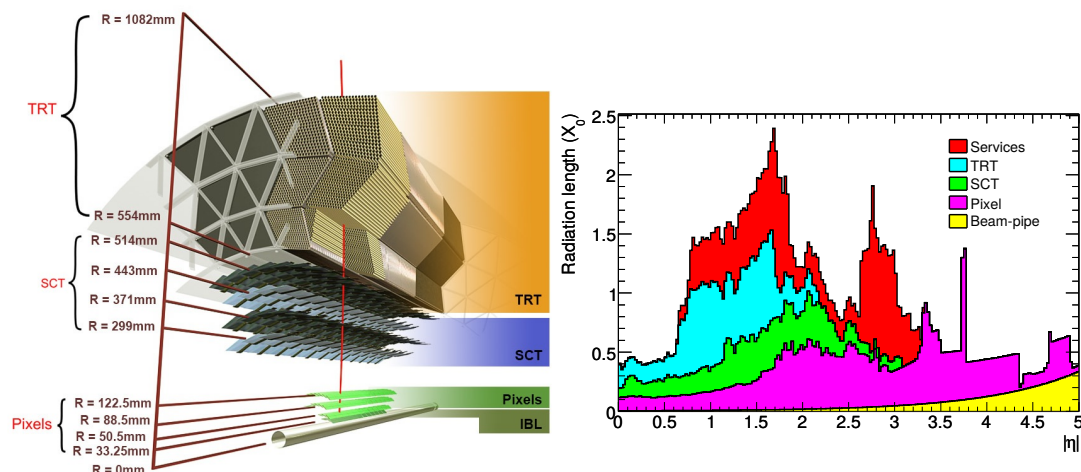 R = 1082mm
TRT
R = 554mm
R = 514mm
SCT
R = 443mm
R = 371mm
R = 299mm
TRT
SCT
Pixels
R = 122.5mm
R = 88.5mm
R = 50.5mm
R = 33.25mm
R = 0mm
Pixels
IBL
Radiation length (X0)
2.5
2
1.5
1
0.5
0
Services
TRT
SCT
Pixel
Beam-pipe
0 0.5 1 1.5 2 2.5 3 3.5 4 4.5 5
|η|